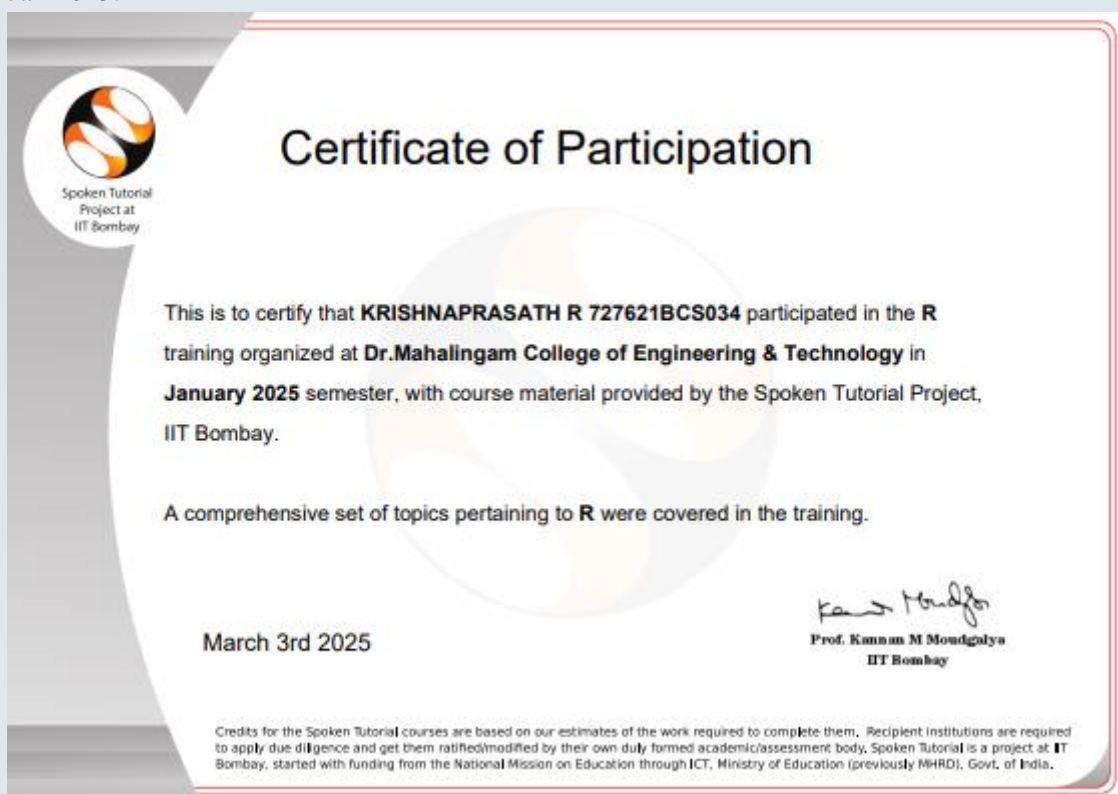 Spoken Tutorial
Project at
IIT Bombay
Certificate of Participation
This is to certify that KRISHNAPRASATH R 727621BCS034 participated in the R
training organized at Dr.Mahalingam College of Engineering & Technology in
January 2025 semester, with course material provided by the Spoken Tutorial Project,
IIT Bombay.
A comprehensive set of topics pertaining to R were covered in the training.
March 3rd 2025
Prof. Kannan M Moudgalya
IIT Bombay
Credits for the Spoken Tutorial courses are based on our estimates of the work required to complete them. Recipient institutions are required
to apply due diligence and get them ratified/modified by their own duly formed academic/assessment body. Spoken Tutorial is a project at IIT
Bombay, started with funding from the National Mission on Education through ICT, Ministry of Education (previously MHRD), Govt. of India.